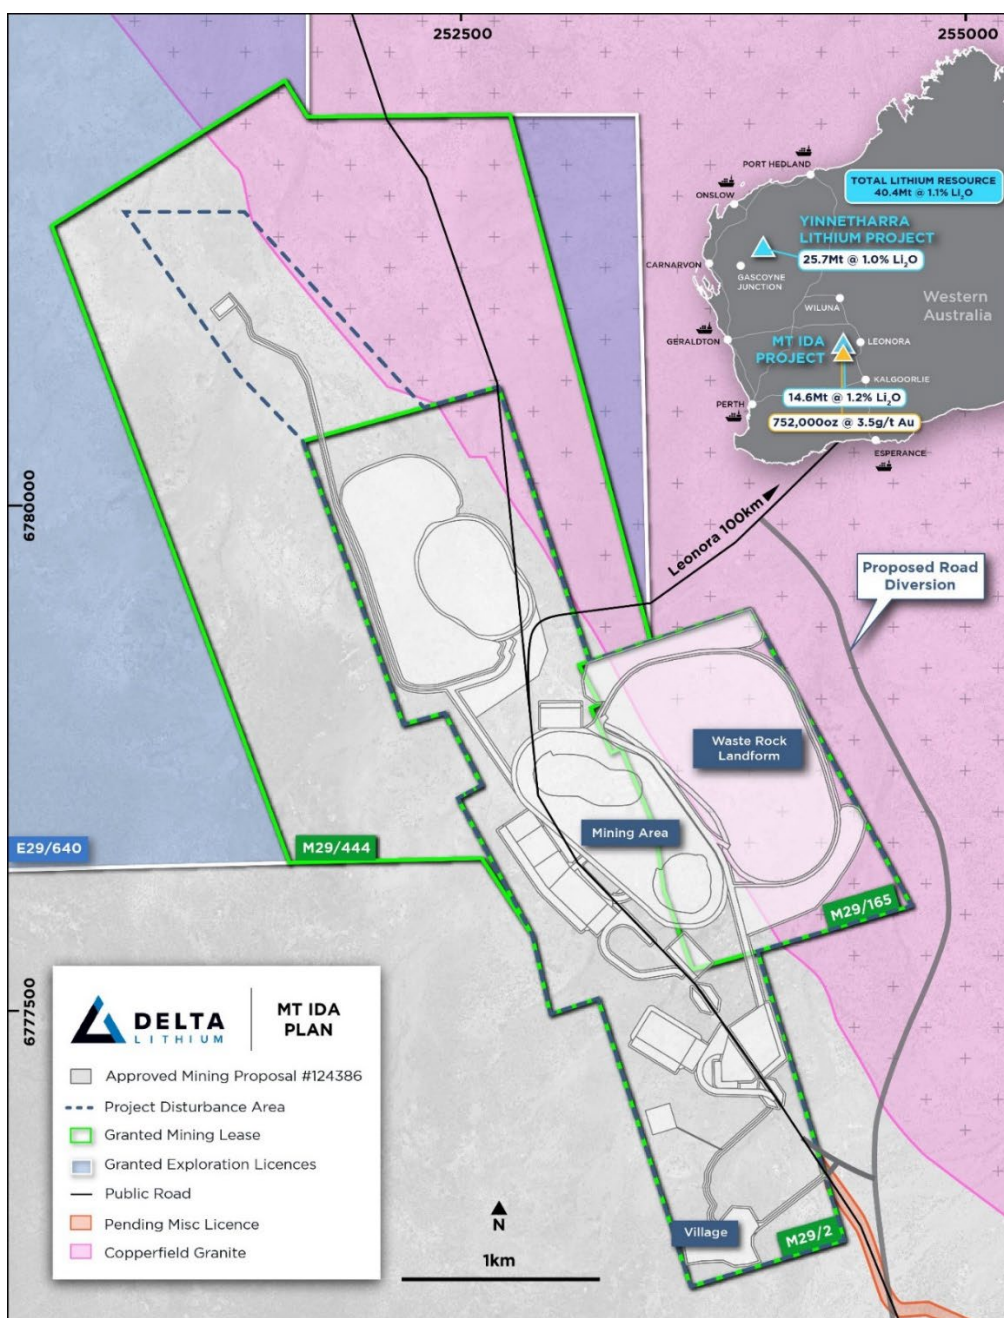 252500
255000
PORT HEDLAND
TOTAL LITHIUM RESOURCE
40.4Mt @ 1.1% Li₂O
ONSLOW
YINNETHARRA
LITHIUM PROJECT
25.7Mt @ 1.0% Li₂O
CARNARVON
GASCOYNE
JUNCTION
WILUNA
Western
Australia
GERALDTON
MT IDA
PROJECT
LEONORA
KALGOORLIE
14.6Mt @ 1.2% Li₂O
PERTH
752,000oz @ 3.5g/t Au
ESPERANCE
6780000
Leonora 100km
Proposed Road
Diversion
Waste Rock
Landform
Mining Area
E29/640
M29/444
M29/165
6777500
DELTA
LITHIUM
MT IDA
PLAN
Approved Mining Proposal #124386
Project Disturbance Area
Granted Mining Lease
Granted Exploration Licences
Public Road
Pending Misc Licence
Copperfield Granite
N
1km
Village
M29/2